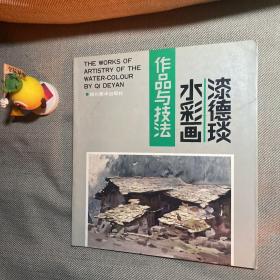 THE WORKS OF
ARTISTRY OF THE
WATER-COLOUR
BY QI DEYAN
漆德琰
水彩画
作品与技法